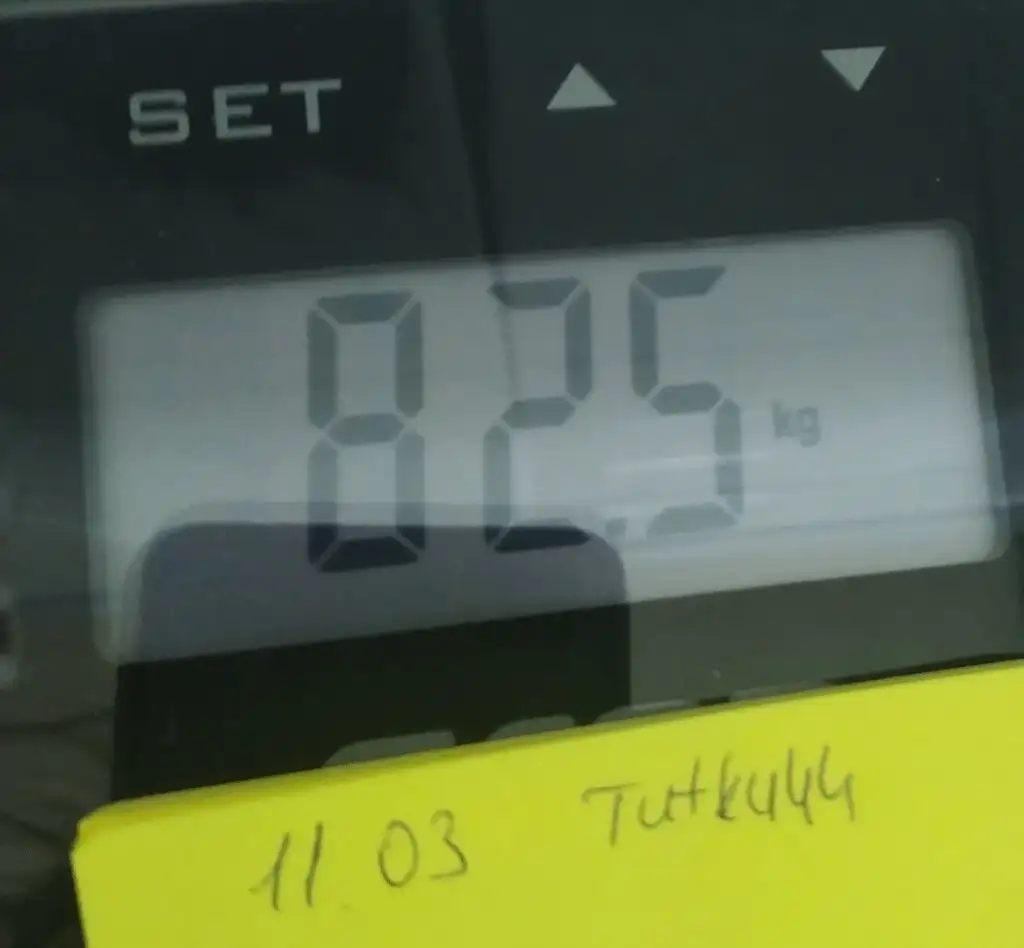 SET ▲ ▼
82.5 kg
11.03 Tutku44